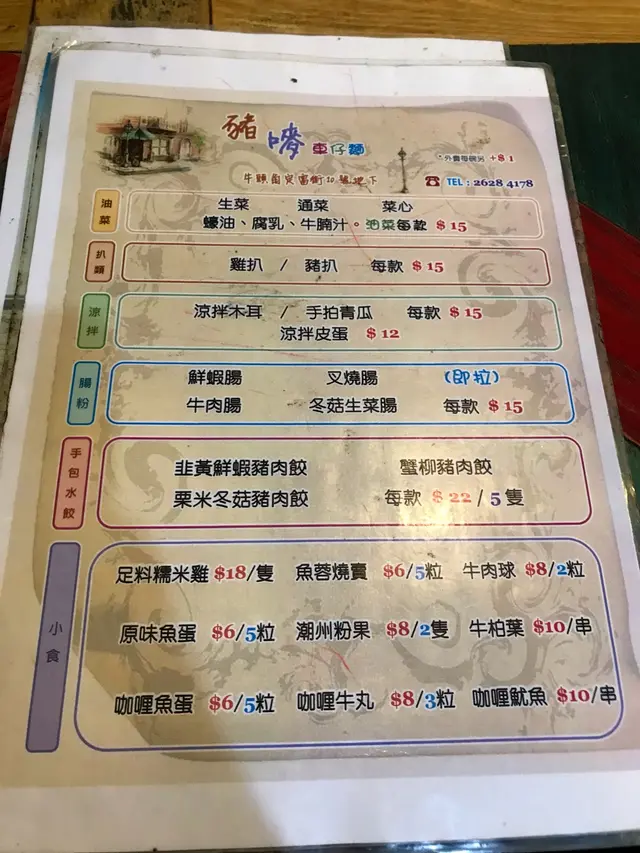 豬嘜車仔麵
*外賣每碗另 +$1
牛頭角定富街10號地下
TEL : 2628 4178
油菜
生菜 通菜 菜心
蠔油、腐乳、牛腩汁。油菜每款 $15
扒類
雞扒 / 豬扒 每款 $15
涼拌
涼拌木耳 / 手拍青瓜 每款 $15
涼拌皮蛋 $12
腸粉
鮮蝦腸 叉燒腸 (即拉)
牛肉腸 冬菇生菜腸 每款 $15
手包水餃
韭黃鮮蝦豬肉餃 蟹柳豬肉餃
栗米冬菇豬肉餃 每款 $22/5隻
小食
足料糯米雞 $18/隻 魚蓉燒賣 $6/5粒 牛肉球 $8/2粒
原味魚蛋 $6/5粒 潮州粉果 $8/2隻 牛柏葉 $10/串
咖喱魚蛋 $6/5粒 咖喱牛丸 $8/3粒 咖喱魷魚 $10/串